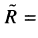 R̃ =